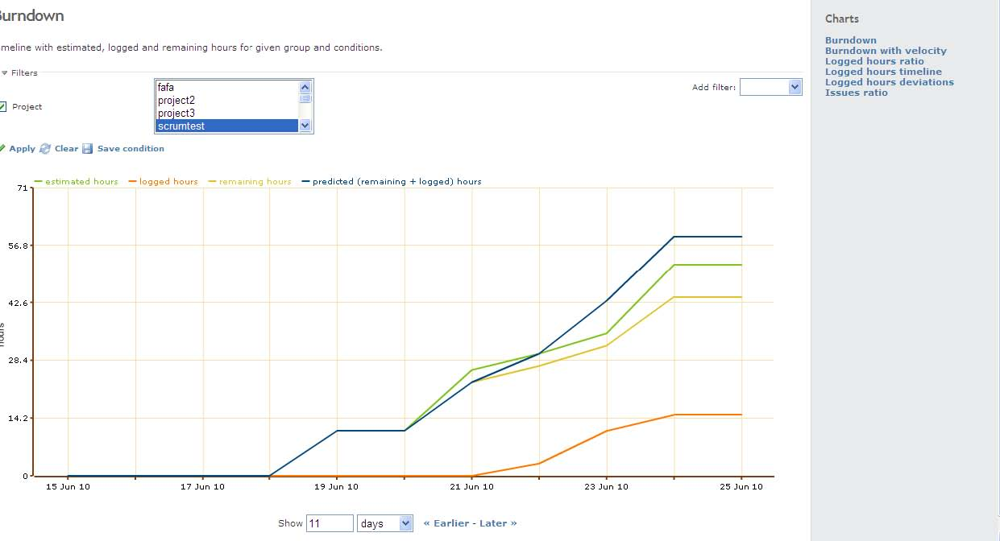 Burndown
meline with estimated, logged and remaining hours for given group and conditions.
Filters
Project
fafa
project2
project3
scrumtest
Add filter:
Apply Clear Save condition
estimated hours logged hours remaining hours predicted (remaining + logged) hours
71
56.8
42.6
28.4
14.2
0
hours
15 Jun 10 17 Jun 10 19 Jun 10 21 Jun 10 23 Jun 10 25 Jun 10
Show 11 days « Earlier - Later »
Charts
Burndown
Burndown with velocity
Logged hours ratio
Logged hours timeline
Logged hours deviations
Issues ratio